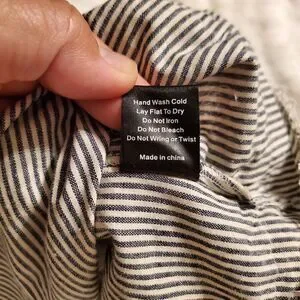 Hand Wash Cold
Lay Flat To Dry
Do Not Iron
Do Not Bleach
Do Not Wring or Twist
Made in china